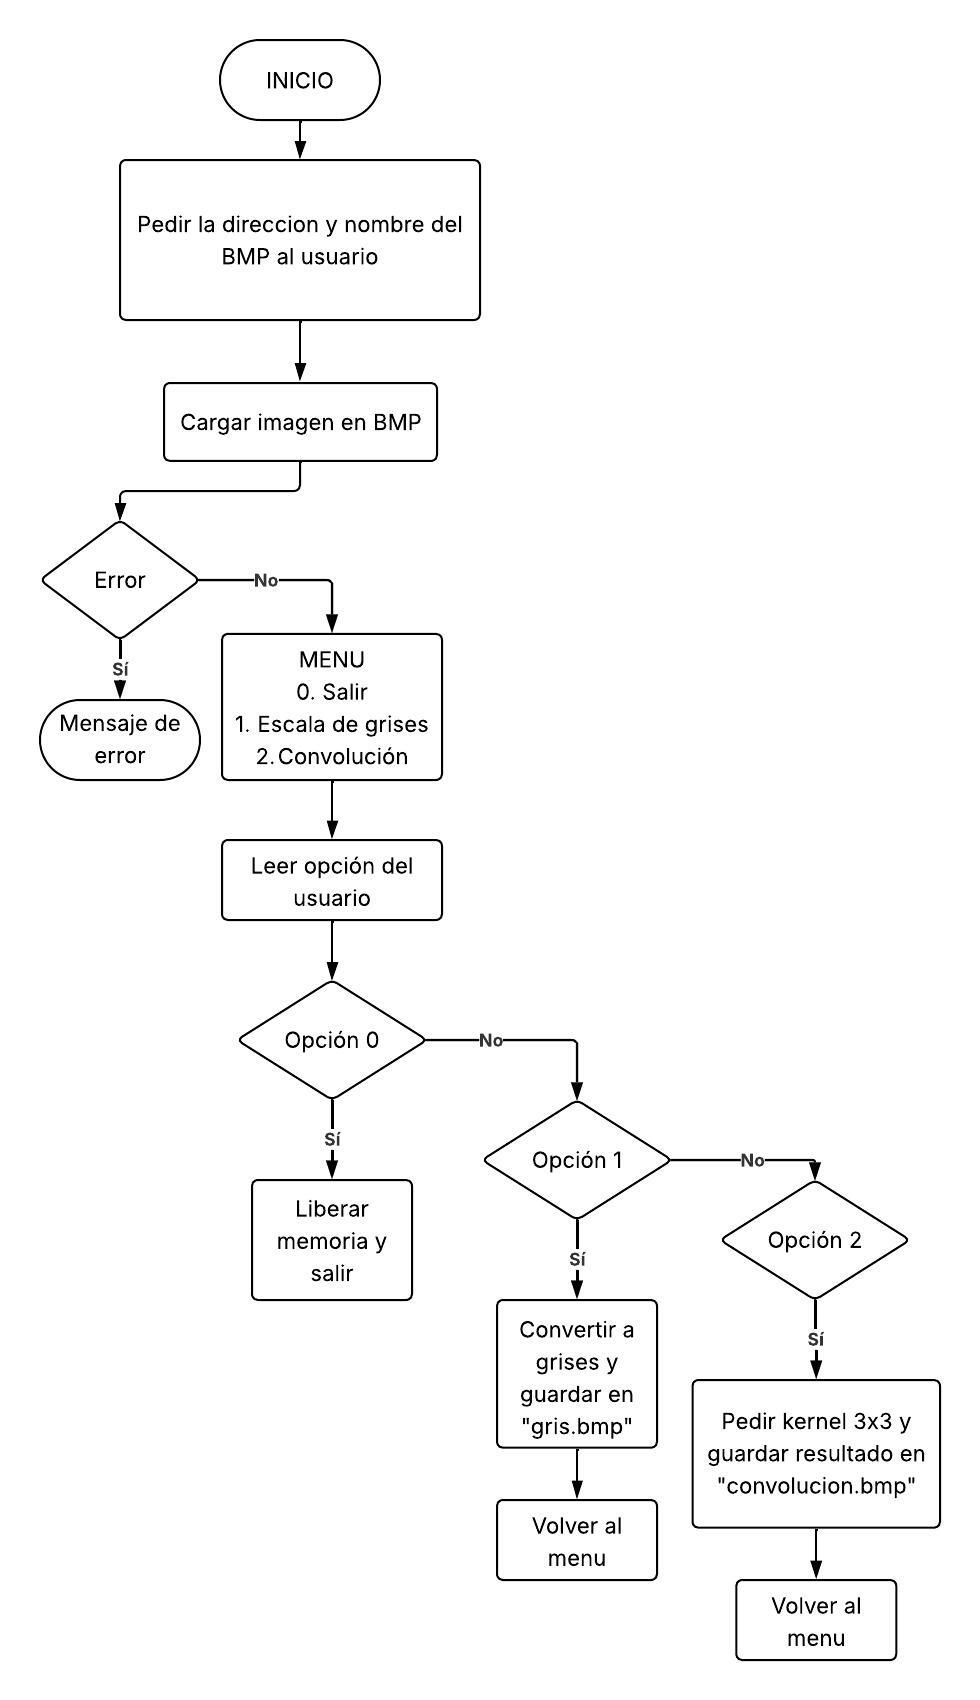 INICIO
Pedir la direccion y nombre del
BMP al usuario
Cargar imagen en BMP
Error
No
Sí
Mensaje de
error
MENU
0. Salir
1. Escala de grises
2. Convolución
Leer opción del
usuario
Opción 0
No
Sí
Liberar
memoria y
salir
Opción 1
No
Sí
Convertir a
grises y
guardar en
"gris.bmp"
Volver al
menu
Opción 2
Sí
Pedir kernel 3x3 y
guardar resultado en
"convolucion.bmp"
Volver al
menu